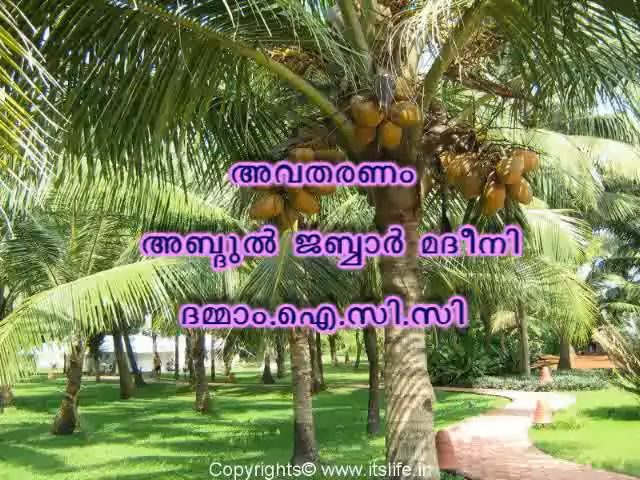 അവതരണം
അബ്ദുൽ ജബ്ബാർ മദീനി
ദമ്മാം.ഐ.സി.സി
Copyrights© www.itslife.in